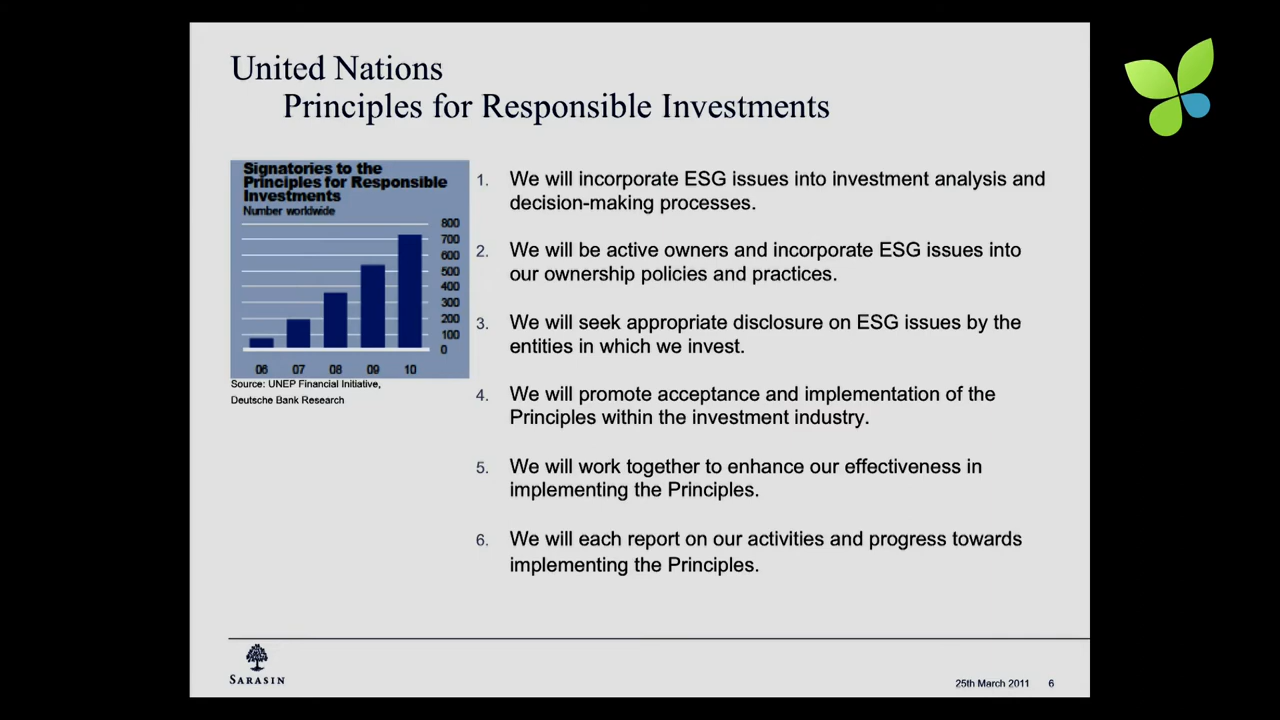 United Nations
Principles for Responsible Investments
Signatories to the
Principles for Responsible
Investments
Number worldwide
800
700
600
500
400
300
200
100
0
06 07 08 09 10
Source: UNEP Financial Initiative,
Deutsche Bank Research
1. We will incorporate ESG issues into investment analysis and
decision-making processes.
2. We will be active owners and incorporate ESG issues into
our ownership policies and practices.
3. We will seek appropriate disclosure on ESG issues by the
entities in which we invest.
4. We will promote acceptance and implementation of the
Principles within the investment industry.
5. We will work together to enhance our effectiveness in
implementing the Principles.
6. We will each report on our activities and progress towards
implementing the Principles.
SARASIN
25th March 2011 6